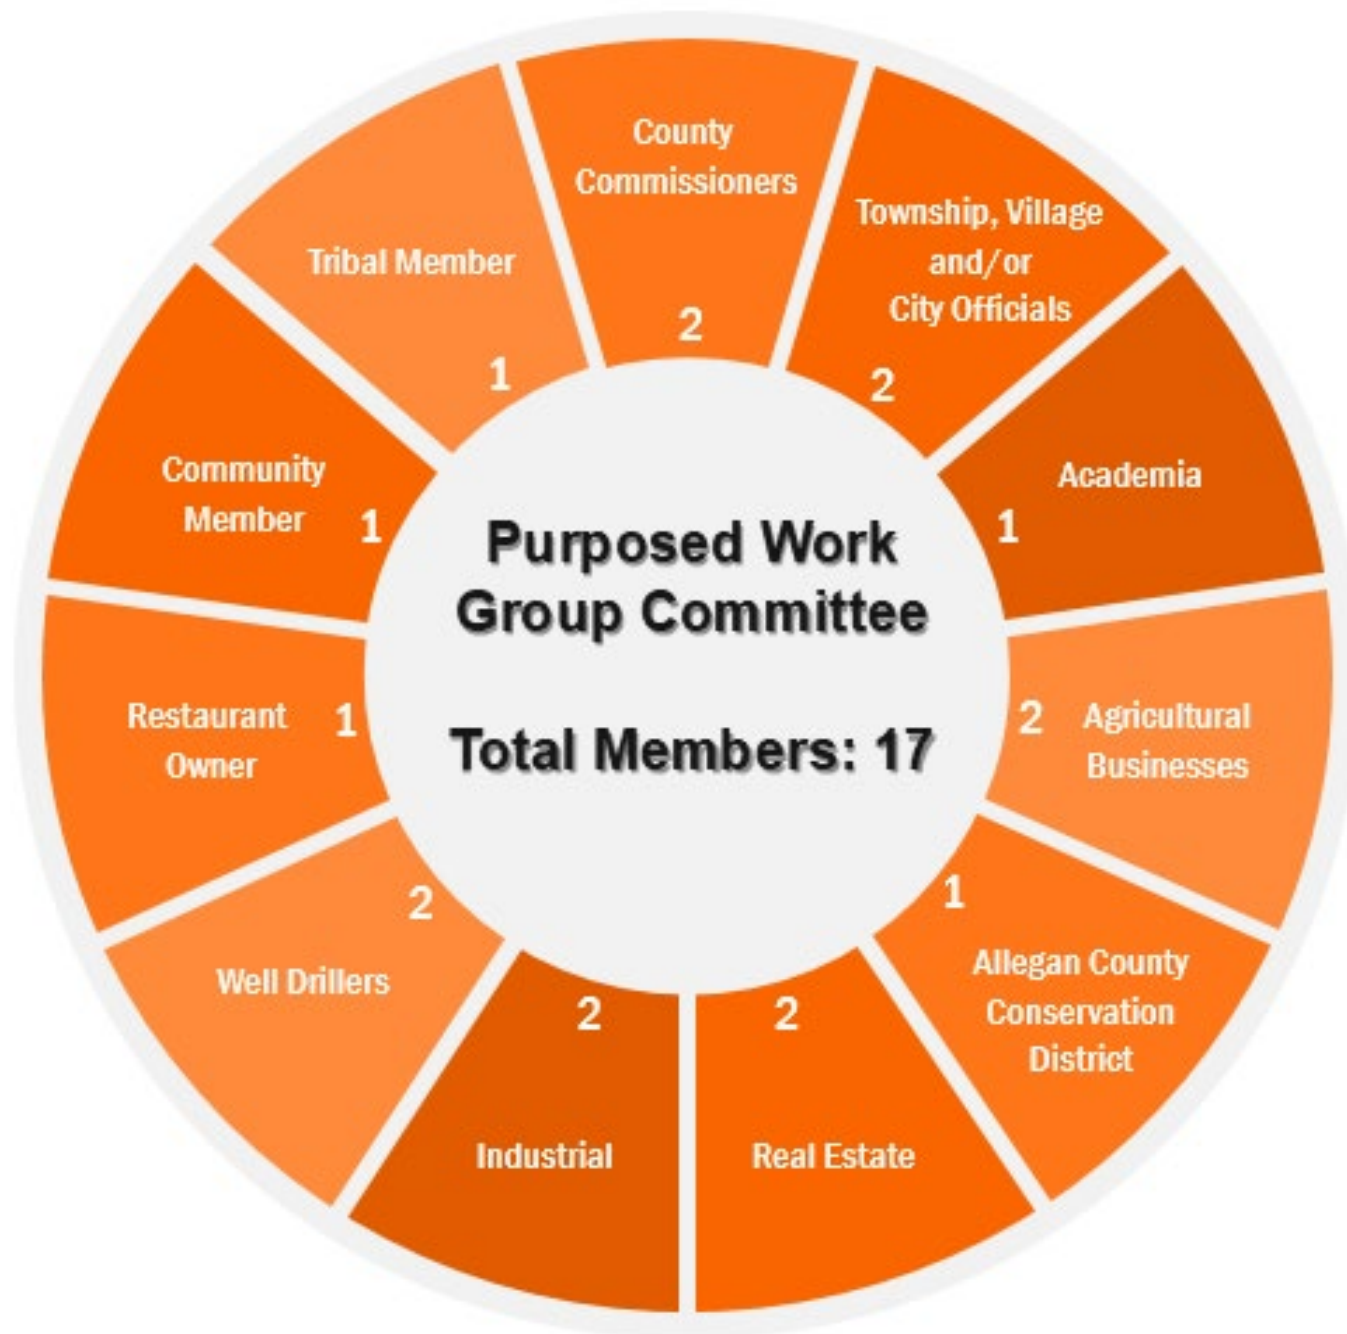 County
Commissioners
2
Township, Village
and/or
City Officials
2
Academia
1
Agricultural
Businesses
2
Allegan County
Conservation
District
1
Real Estate
2
Industrial
2
Well Drillers
2
Restaurant
Owner
1
Community
Member
1
Tribal Member
1
Purposed Work
Group Committee
Total Members: 17